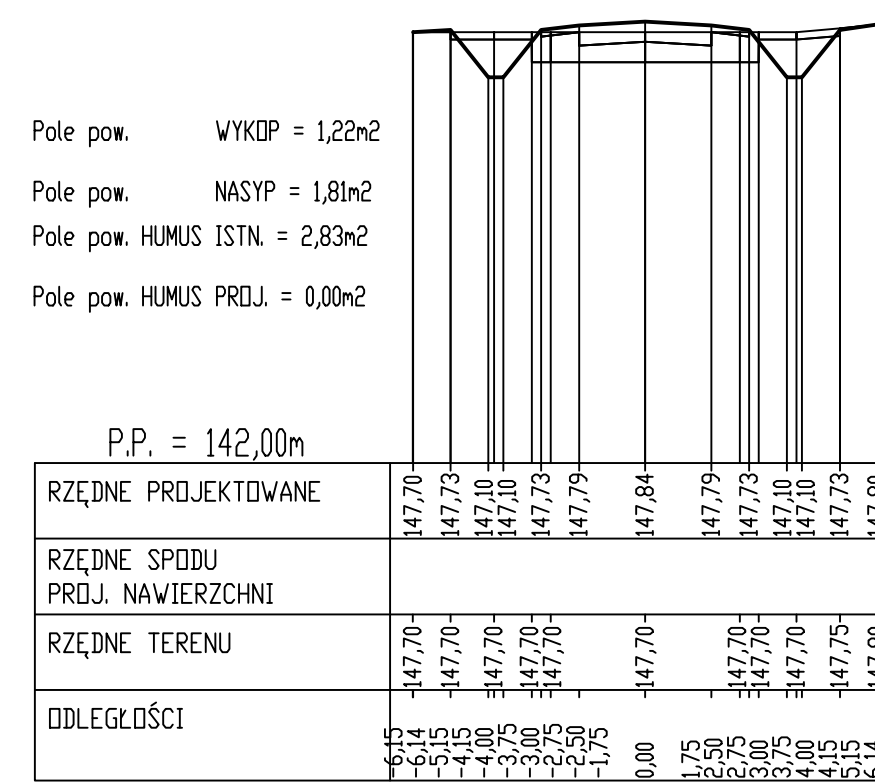 Pole pow. WYKOP = 1,22m2
Pole pow. NASYP = 1,81m2
Pole pow. HUMUS ISTN. = 2,83m2
Pole pow. HUMUS PROJ. = 0,00m2
P.P. = 142,00m
RZĘDNE PROJEKTOWANE 147,70 147,73 147,10 147,10 147,73 147,79 147,84 147,79 147,73 147,10 147,10 147,73
RZĘDNE SPODU
PROJ. NAWIERZCHNI
RZĘDNE TERENU 147,70 147,70 147,70 147,70 147,70 147,70 147,70 147,70 147,70 147,75
ODLEGŁOŚCI -6,15 -6,14 -5,15 -4,15 -4,00 -3,75 -3,00 -2,75 -2,50 -1,75 0,00 1,75 2,50 2,75 3,00 3,75 4,00 4,15 5,15 6,14